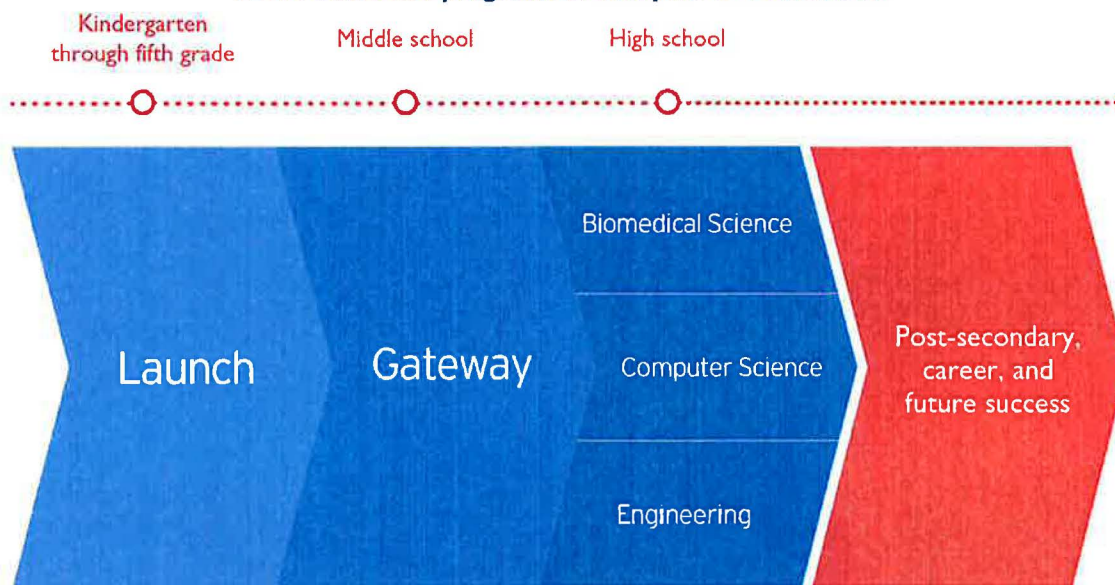 Kindergarten
through fifth grade
Middle school
High school
Launch
Gateway
Biomedical Science
Computer Science
Engineering
Post-secondary,
career, and
future success